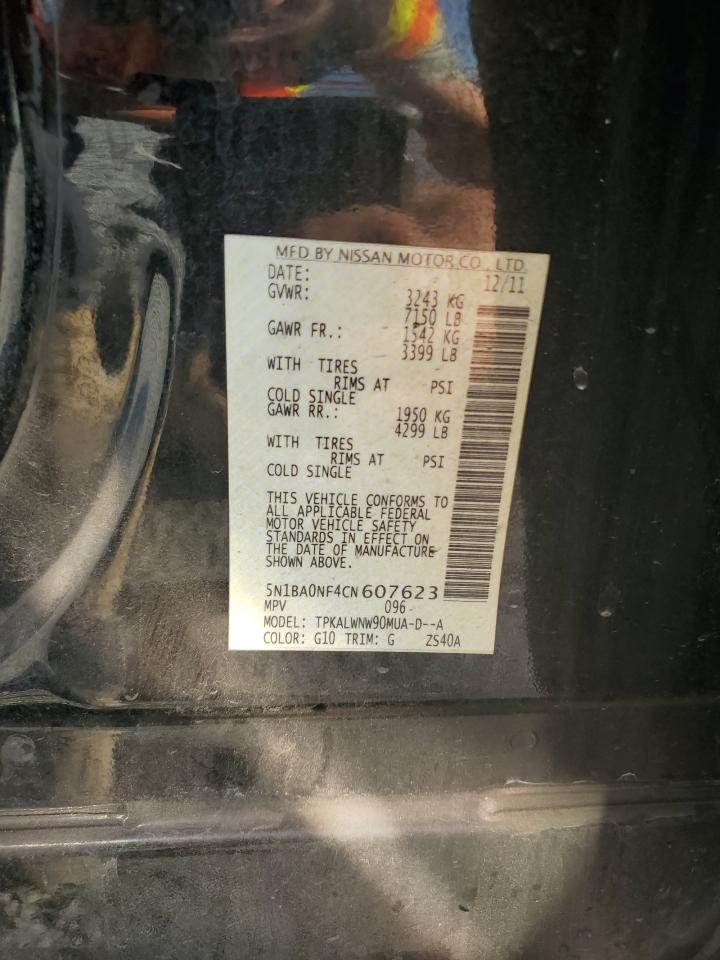 MFD BY NISSAN MOTOR CO., LTD.
DATE: 12/11
GVWR: 3243 KG
7150 LB
GAWR FR.: 1542 KG
3399 LB
WITH TIRES
RIMS AT PSI
COLD SINGLE
GAWR RR.: 1950 KG
4299 LB
WITH TIRES
RIMS AT PSI
COLD SINGLE
THIS VEHICLE CONFORMS TO
ALL APPLICABLE FEDERAL
MOTOR VEHICLE SAFETY
STANDARDS IN EFFECT ON
THE DATE OF MANUFACTURE
SHOWN ABOVE.
5N1BA0NF4CN607623
MPV 096
MODEL: TPKALWNW90MUA-D--A
COLOR: G10 TRIM: G ZS40A